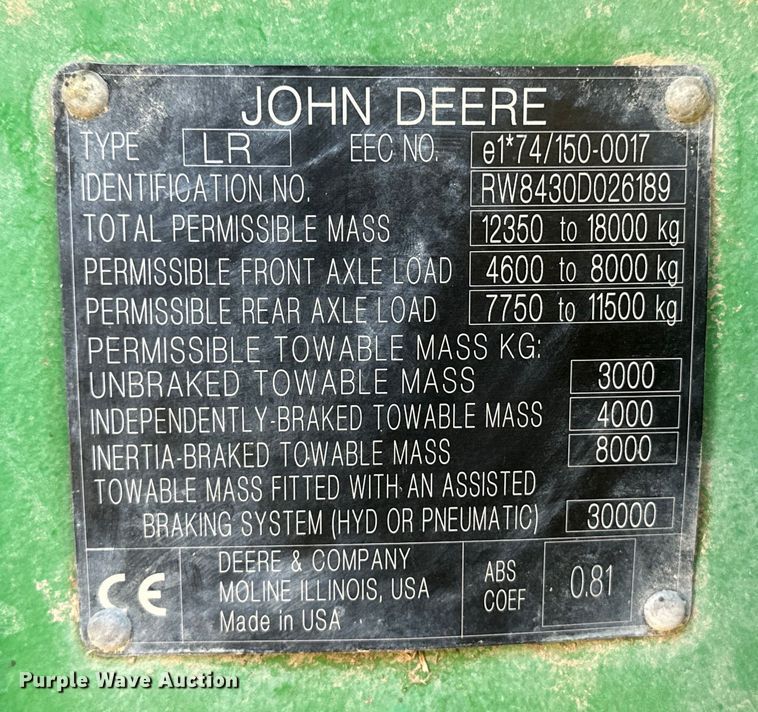 JOHN DEERE
TYPE LR EEC NO. e1*74/150-0017
IDENTIFICATION NO. RW8430D026189
TOTAL PERMISSIBLE MASS 12350 to 18000 kg
PERMISSIBLE FRONT AXLE LOAD 4600 to 8000 kg
PERMISSIBLE REAR AXLE LOAD 7750 to 11500 kg
PERMISSIBLE TOWABLE MASS KG:
UNBRAKED TOWABLE MASS 3000
INDEPENDENTLY-BRAKED TOWABLE MASS 4000
INERTIA-BRAKED TOWABLE MASS 8000
TOWABLE MASS FITTED WITH AN ASSISTED
BRAKING SYSTEM (HYD OR PNEUMATIC) 30000
CE
DEERE & COMPANY
MOLINE ILLINOIS, USA
Made in USA
ABS
COEF
0.81
Purple Wave Auction